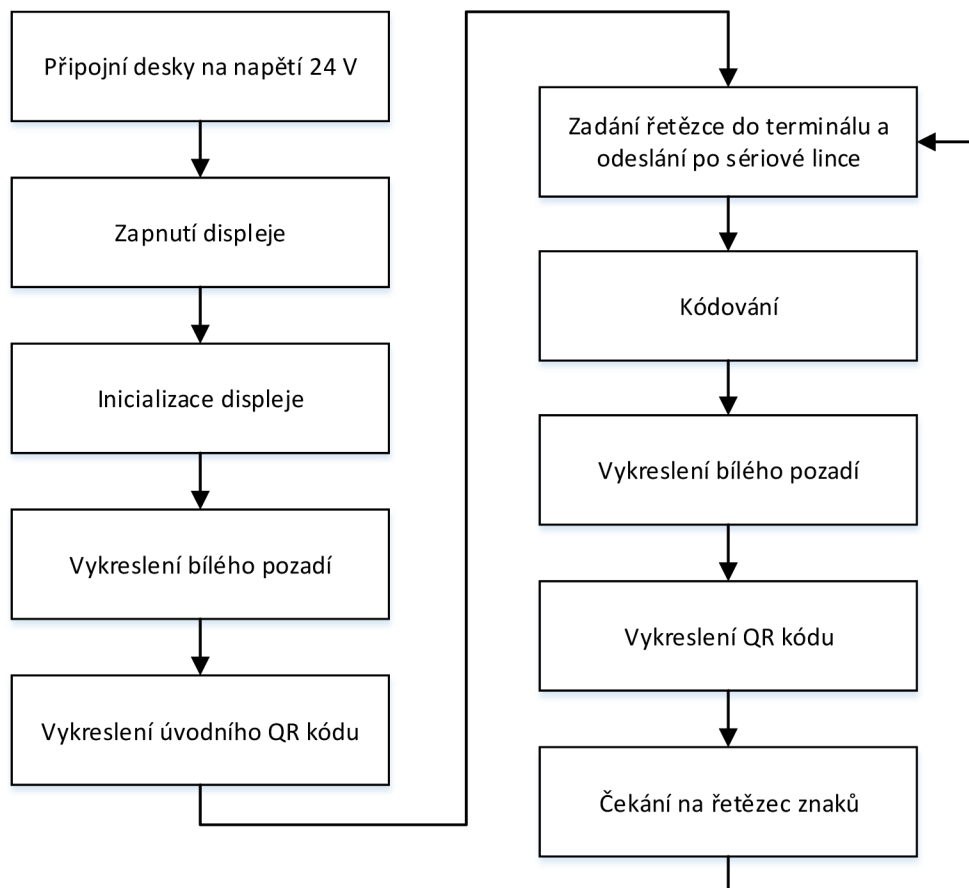 Připojní desky na napětí 24 V
Zapnutí displeje
Inicializace displeje
Vykreslení bílého pozadí
Vykreslení úvodního QR kódu
Zadání řetězce do terminálu a
odeslání po sériové lince
Kódování
Vykreslení bílého pozadí
Vykreslení QR kódu
Čekání na řetězec znaků